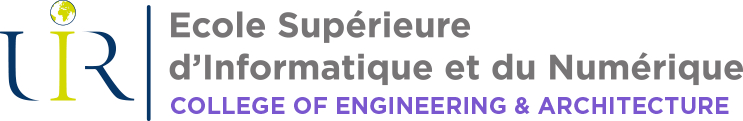 UIR
Ecole Supérieure
d’Informatique et du Numérique
COLLEGE OF ENGINEERING & ARCHITECTURE